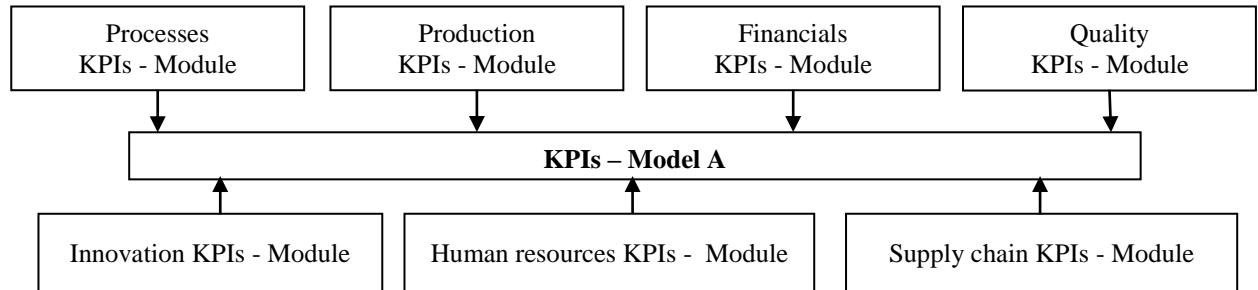 Processes
KPIs - Module
Production
KPIs - Module
Financials
KPIs - Module
Quality
KPIs - Module
KPIs – Model A
Innovation KPIs - Module
Human resources KPIs -  Module
Supply chain KPIs - Module